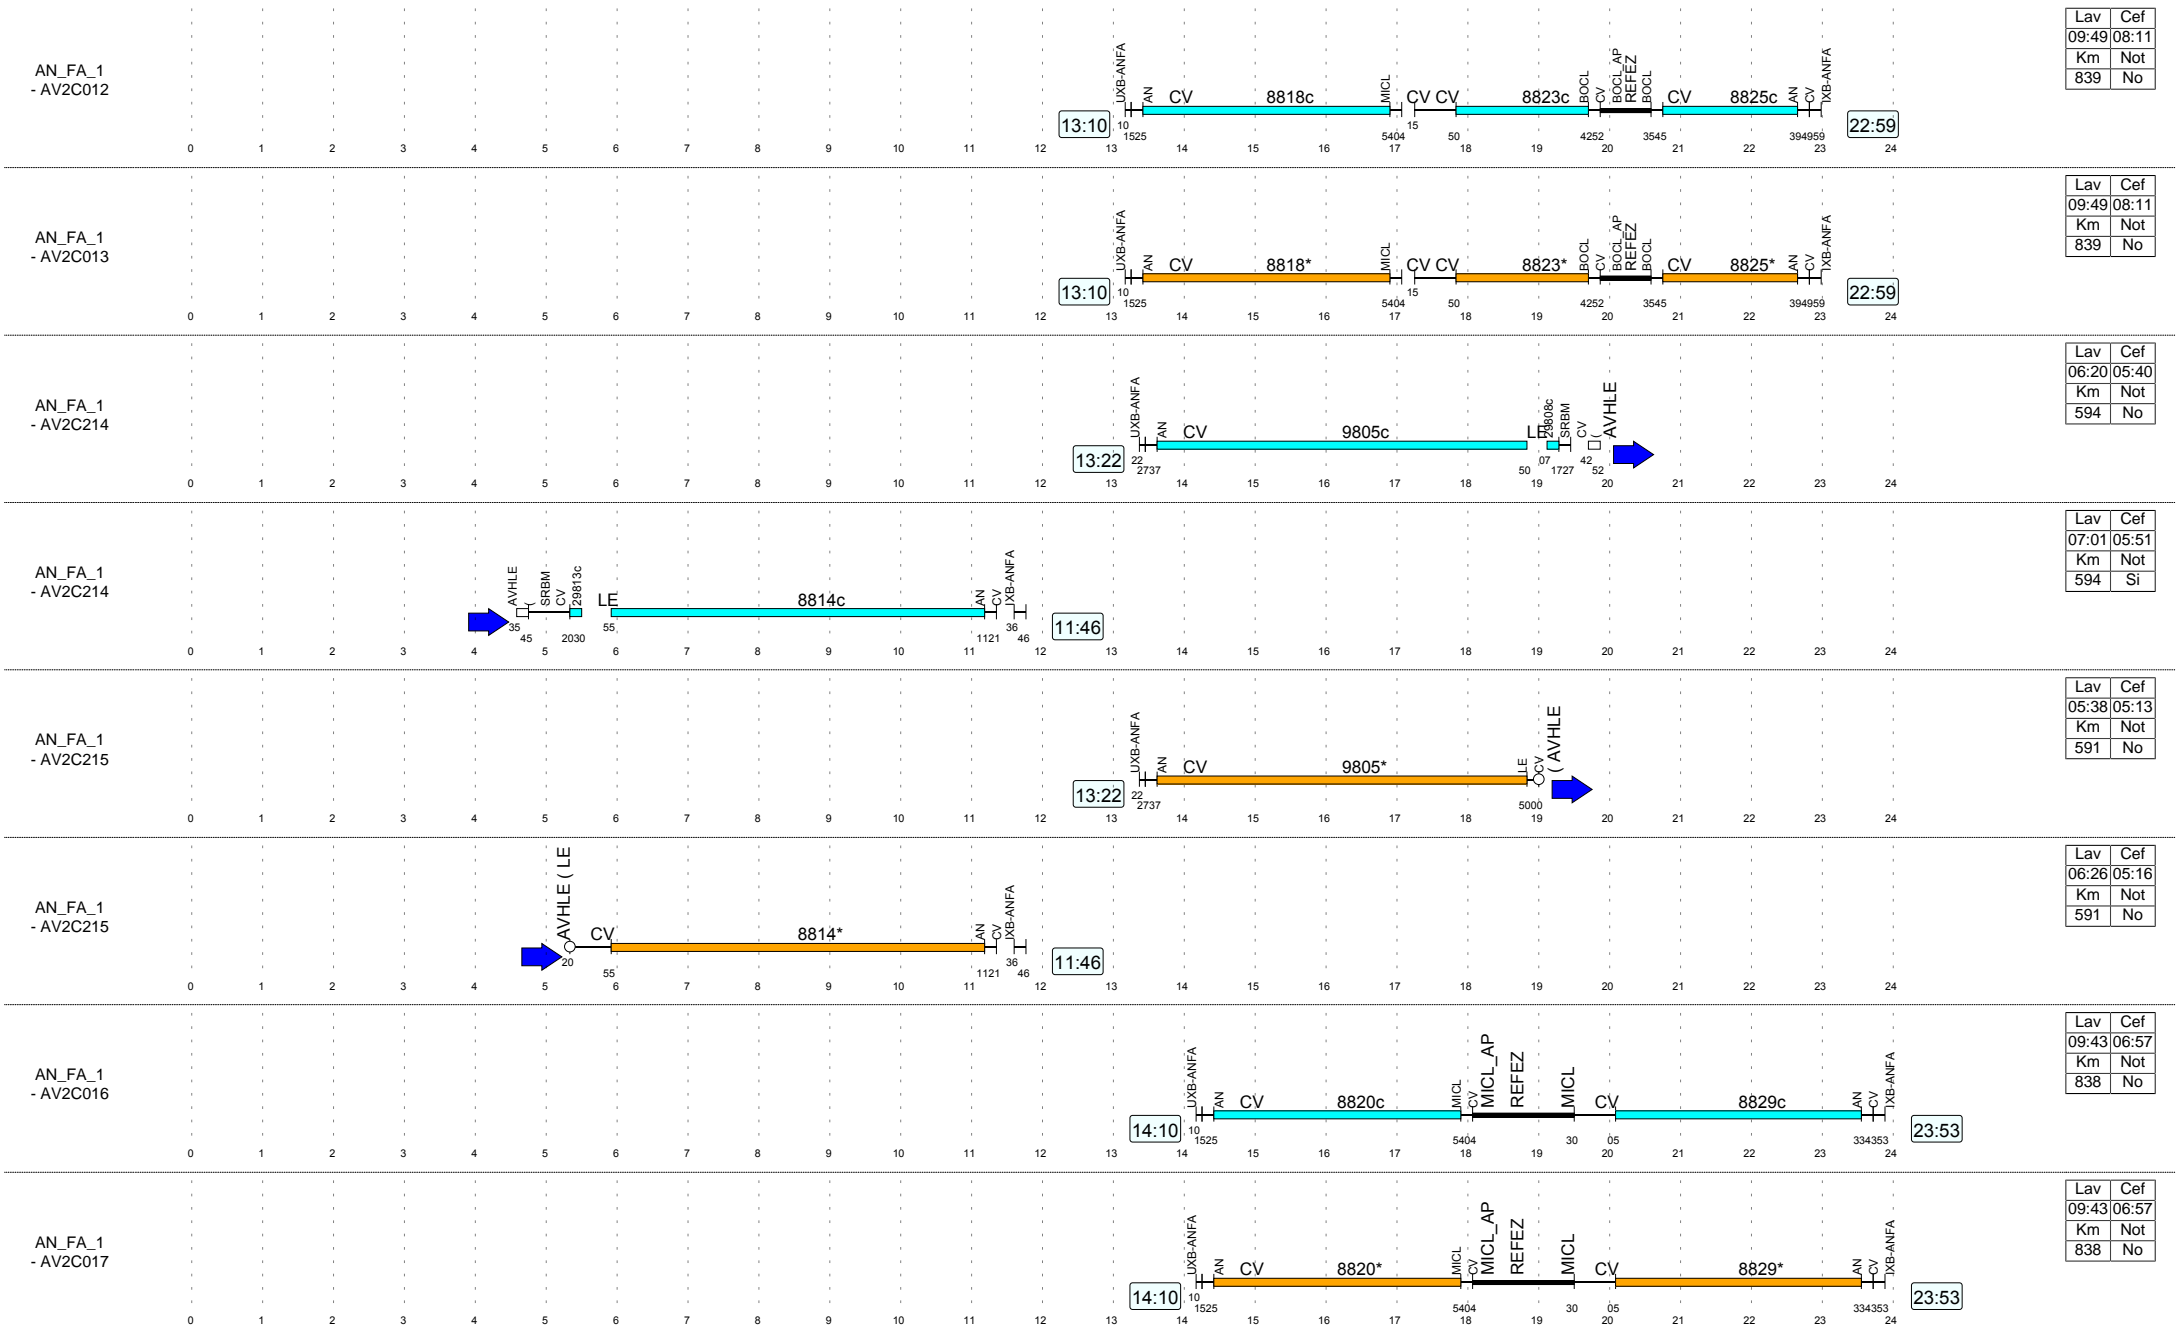 AN_FA_1
- AV2C012
13:10
UXB-ANFA AN CV 8818c MICL CV CV 8823c BOCL CV BOCL_AP REFEZ BOCL CV 8825c AN CV IXB-ANFA
10 1525 5404 15 50 4252 3545 394959
22:59
0 1 2 3 4 5 6 7 8 9 10 11 12 13 14 15 16 17 18 19 20 21 22 23 24
Lav Cef
09:49 08:11
Km Not
839 No
AN_FA_1
- AV2C013
13:10
UXB-ANFA AN CV 8818* MICL CV CV 8823* BOCL CV BOCL_AP REFEZ BOCL CV 8825* AN CV IXB-ANFA
10 1525 5404 15 50 4252 3545 394959
22:59
0 1 2 3 4 5 6 7 8 9 10 11 12 13 14 15 16 17 18 19 20 21 22 23 24
Lav Cef
09:49 08:11
Km Not
839 No
AN_FA_1
- AV2C214
13:22
UXB-ANFA AN CV 9805c LE 29808c SRBM CV ( AVHLE
22 2737 50 07 1727 42 52
0 1 2 3 4 5 6 7 8 9 10 11 12 13 14 15 16 17 18 19 20 21 22 23 24
Lav Cef
06:20 05:40
Km Not
594 No
AN_FA_1
- AV2C214
AVHLE ( SRBM CV 29813c LE 8814c AN CV IXB-ANFA
35 45 2030 55 1121 36 46
11:46
0 1 2 3 4 5 6 7 8 9 10 11 12 13 14 15 16 17 18 19 20 21 22 23 24
Lav Cef
07:01 05:51
Km Not
594 Si
AN_FA_1
- AV2C215
13:22
UXB-ANFA AN CV 9805* LE CV ( AVHLE
22 2737 5000
0 1 2 3 4 5 6 7 8 9 10 11 12 13 14 15 16 17 18 19 20 21 22 23 24
Lav Cef
05:38 05:13
Km Not
591 No
AN_FA_1
- AV2C215
AVHLE ( LE CV 8814* AN CV IXB-ANFA
20 55 1121 36 46
11:46
0 1 2 3 4 5 6 7 8 9 10 11 12 13 14 15 16 17 18 19 20 21 22 23 24
Lav Cef
06:26 05:16
Km Not
591 No
AN_FA_1
- AV2C016
14:10
UXB-ANFA AN CV 8820c MICL CV MICL_AP REFEZ MICL CV 8829c AN CV IXB-ANFA
10 1525 5404 30 05 334353
23:53
0 1 2 3 4 5 6 7 8 9 10 11 12 13 14 15 16 17 18 19 20 21 22 23 24
Lav Cef
09:43 06:57
Km Not
838 No
AN_FA_1
- AV2C017
14:10
UXB-ANFA AN CV 8820* MICL CV MICL_AP REFEZ MICL CV 8829* AN CV IXB-ANFA
10 1525 5404 30 05 334353
23:53
0 1 2 3 4 5 6 7 8 9 10 11 12 13 14 15 16 17 18 19 20 21 22 23 24
Lav Cef
09:43 06:57
Km Not
838 No